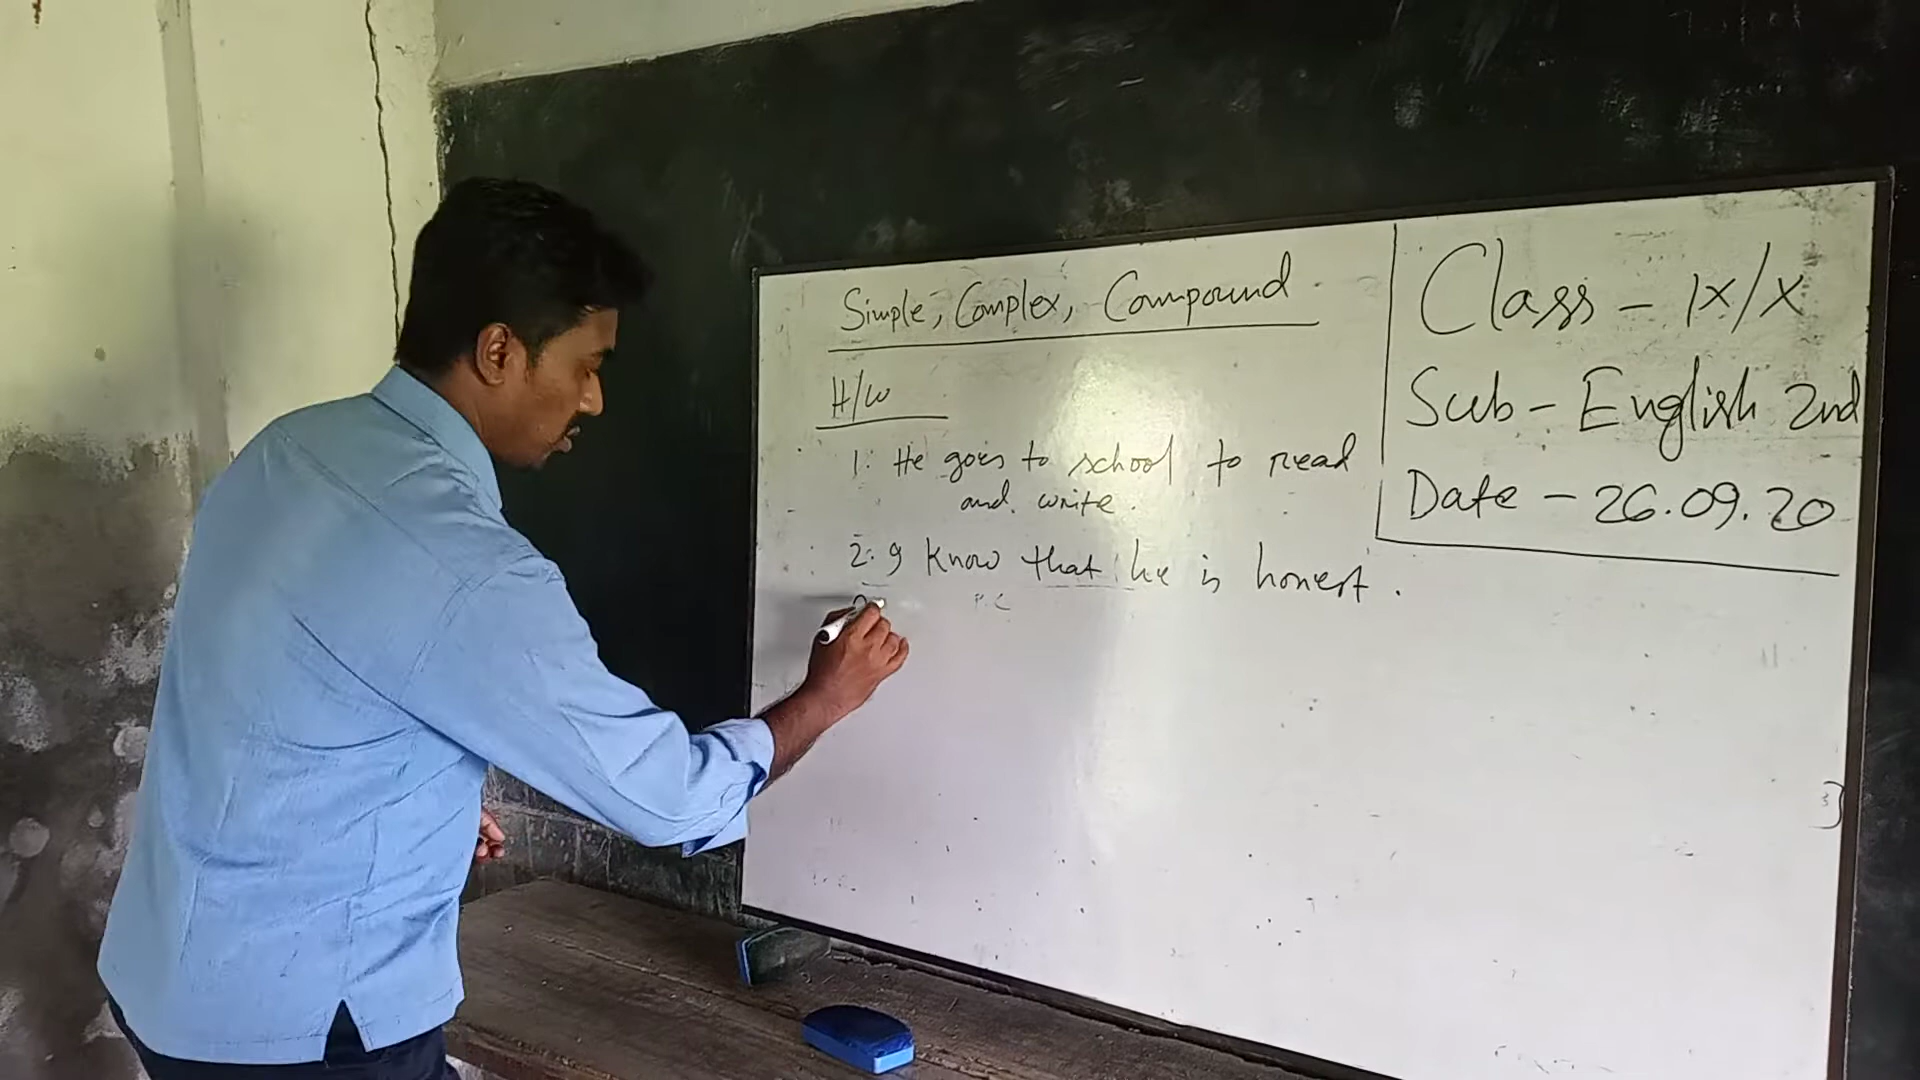 Simple, Complex, Compound
H/W
1. He goes to school to read
and write.
2. I know that he is honest.
P.C
Class - IX/X
Sub - English 2nd
Date - 26.09.20